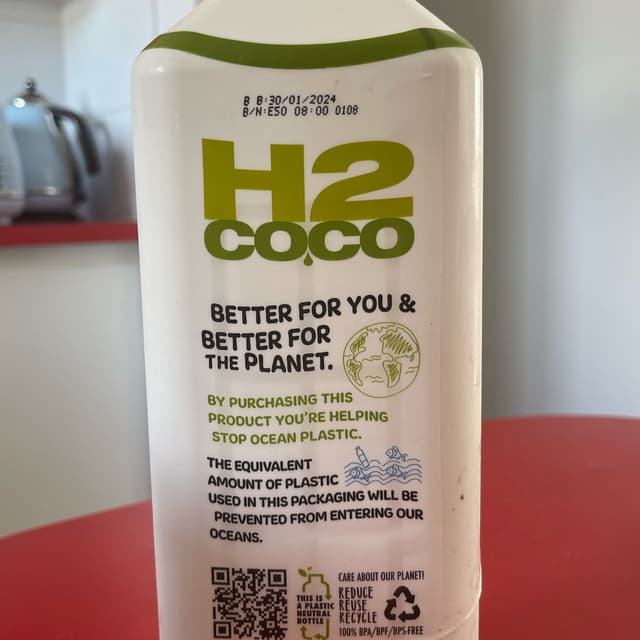 B B:30/01/2024
B/N:ESO 08:00 0108
H2
COCO
BETTER FOR YOU &
BETTER FOR
THE PLANET.
BY PURCHASING THIS
PRODUCT YOU'RE HELPING
STOP OCEAN PLASTIC.
THE EQUIVALENT
AMOUNT OF PLASTIC
USED IN THIS PACKAGING WILL BE
PREVENTED FROM ENTERING OUR
OCEANS.
THIS IS
A PLASTIC
NEUTRAL
BOTTLE
CARE ABOUT OUR PLANET!
REDUCE
REUSE
RECYCLE
100% BPA/BPF/BPS-FREE